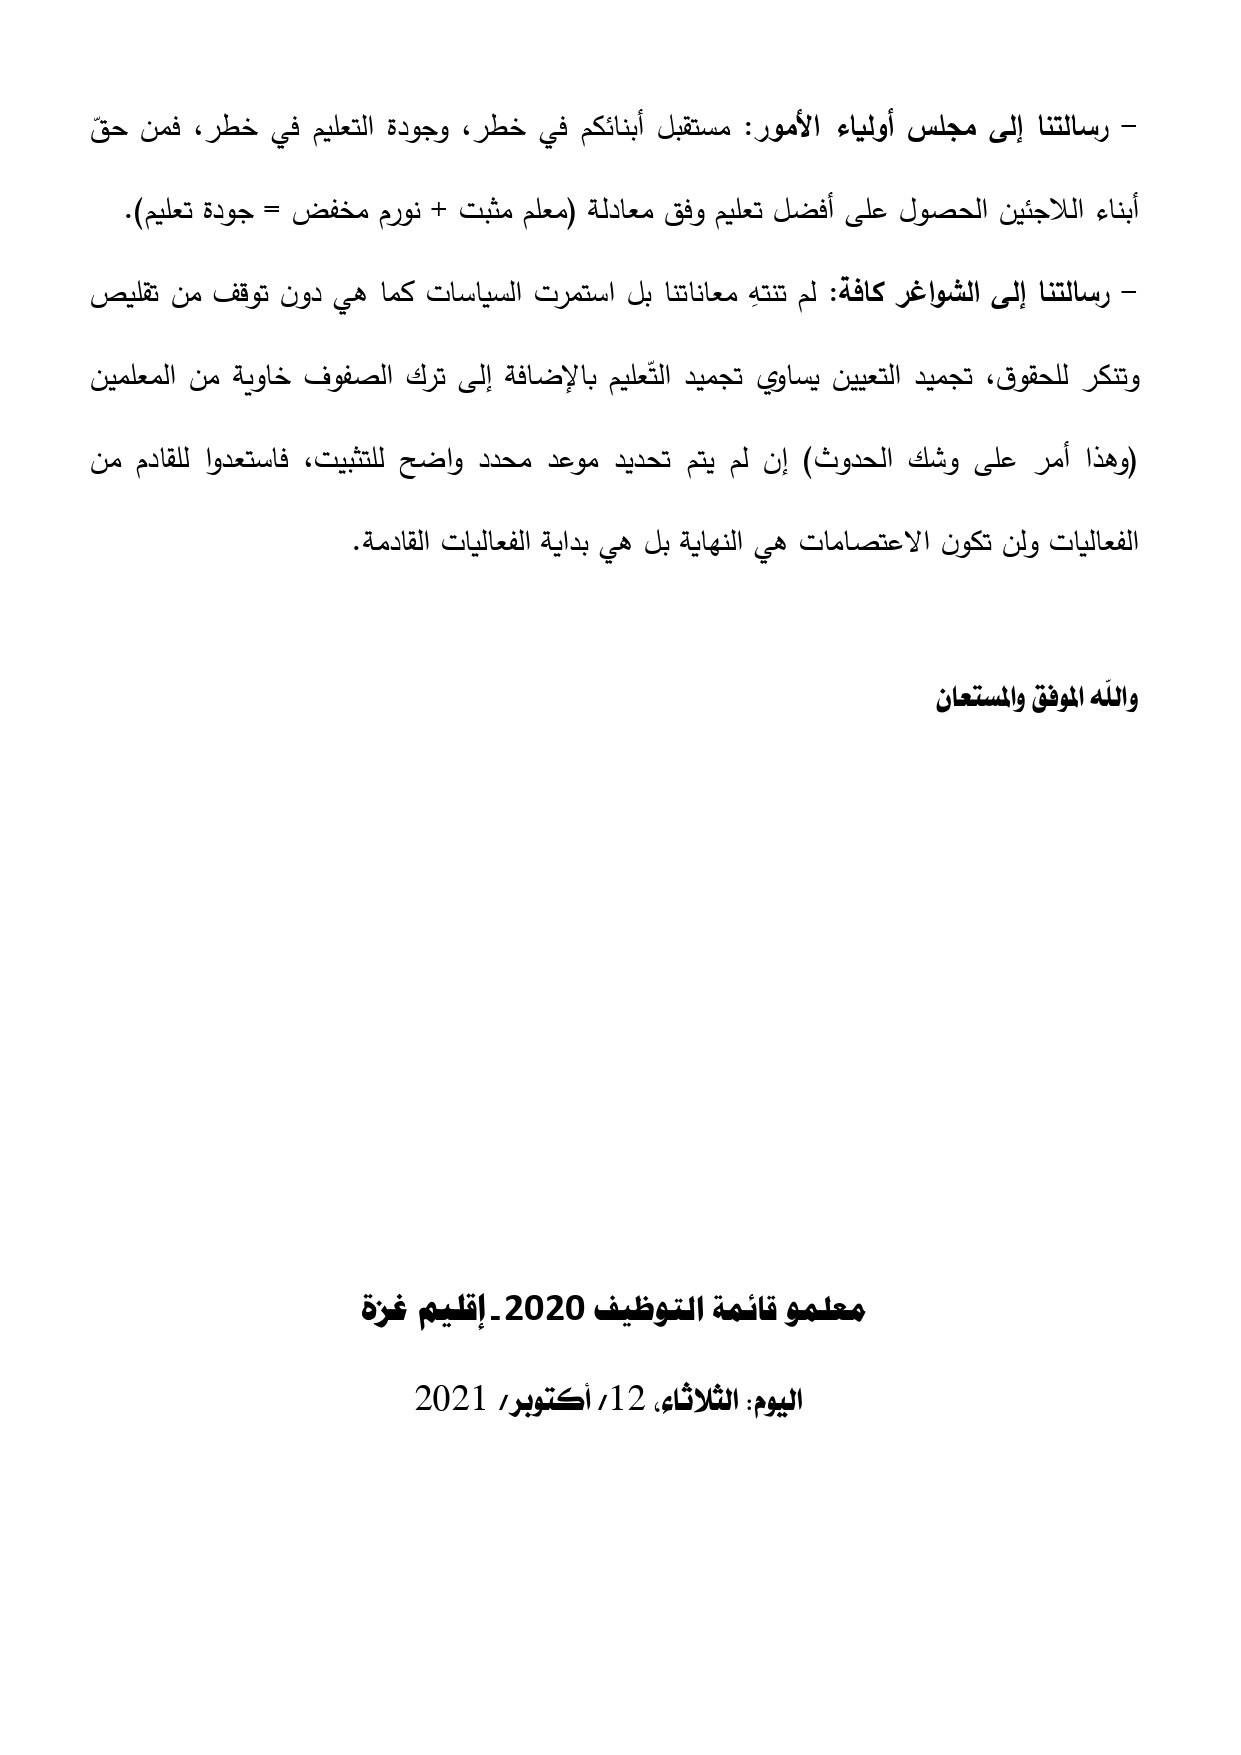 - رسالتنا إلى مجلس أولياء الأمور: مستقبل أبنائكم في خطر، وجودة التعليم في خطر، فمن حقّ
أبناء اللاجئين الحصول على أفضل تعليم وفق معادلة (معلم مثبت + نورم مخفض = جودة تعليم).
- رسالتنا إلى الشواغر كافة: لم تنتهِ معاناتنا بل استمرت السياسات كما هي دون توقف من تقليص
وتنكر للحقوق، تجميد التعيين يساوي تجميد التّعليم بالإضافة إلى ترك الصفوف خاوية من المعلمين
(وهذا أمر على وشك الحدوث) إن لم يتم تحديد موعد محدد واضح للتثبيت، فاستعدوا للقادم من
الفعاليات ولن تكون الاعتصامات هي النهاية بل هي بداية الفعاليات القادمة.
والله الموفق والمستعان
معلمو قائمة التوظيف 2020 ـ إقليم غزة
اليوم: الثلاثاء، 12/ أكتوبر/ 2021